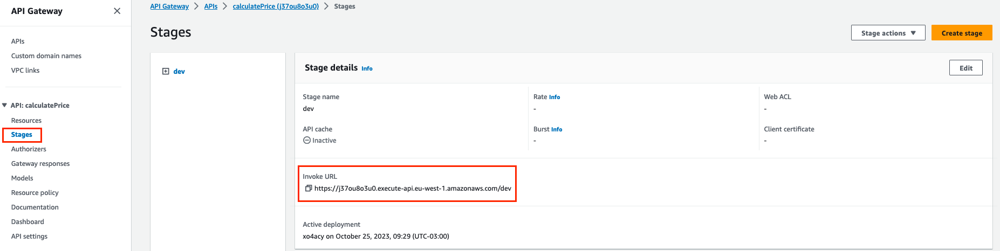 API Gateway
APIs
Custom domain names
VPC links
API: calculatePrice
Resources
Stages
Authorizers
Gateway responses
Models
Resource policy
Documentation
Dashboard
API settings
API Gateway > APIs > calculatePrice (j37ou8o3u0) > Stages
Stages
Stage actions
Create stage
dev
Stage details Info
Edit
Stage name
dev
Rate Info
-
Web ACL
-
API cache
Inactive
Burst Info
-
Client certificate
-
Invoke URL
https://j37ou8o3u0.execute-api.eu-west-1.amazonaws.com/dev
Active deployment
xo4acy on October 25, 2023, 09:29 (UTC-03:00)